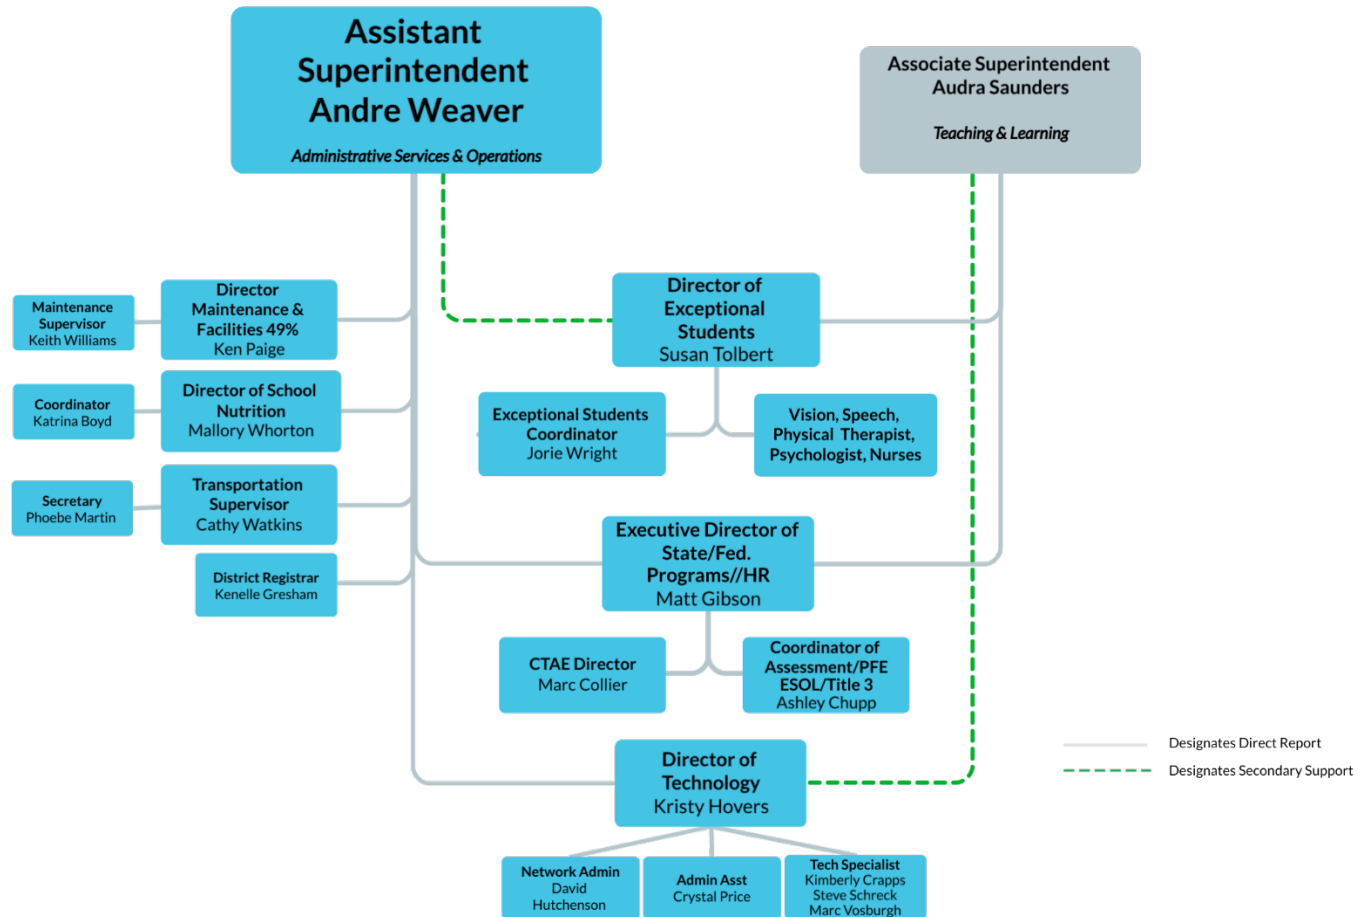 Assistant
Superintendent
Andre Weaver
Administrative Services & Operations
Associate Superintendent
Audra Saunders
Teaching & Learning
Maintenance
Supervisor
Keith Williams
Director
Maintenance &
Facilities 49%
Ken Paige
Director of
Exceptional
Students
Susan Tolbert
Coordinator
Katrina Boyd
Director of School
Nutrition
Mallory Whorton
Exceptional Students
Coordinator
Jorie Wright
Vision, Speech,
Physical Therapist,
Psychologist, Nurses
Secretary
Phoebe Martin
Transportation
Supervisor
Cathy Watkins
District Registrar
Kenelle Gresham
Executive Director of
State/Fed.
Programs//HR
Matt Gibson
CTAE Director
Marc Collier
Coordinator of
Assessment/PFE
ESOL/Title 3
Ashley Chupp
Director of
Technology
Kristy Hovers
Designates Direct Report
Designates Secondary Support
Network Admin
David
Hutchenson
Admin Asst
Crystal Price
Tech Specialist
Kimberly Crapps
Steve Schreck
Marc Vosburgh